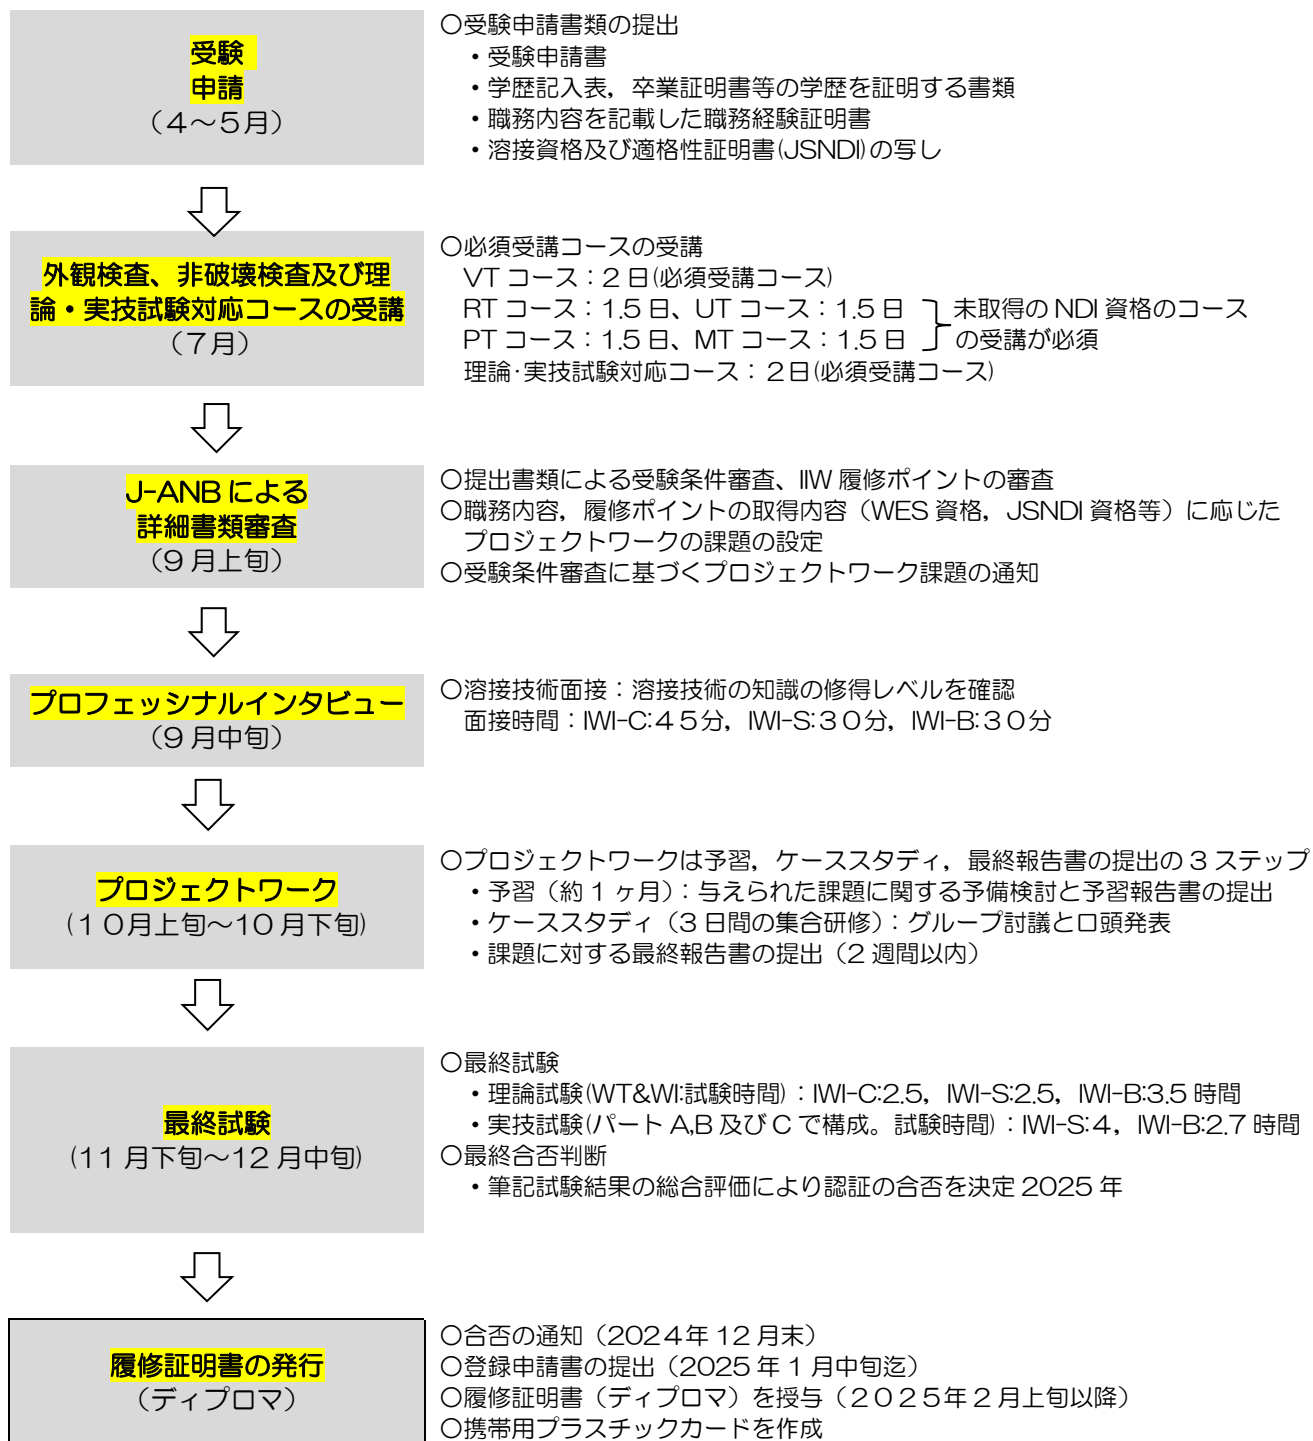 受験
申請
（４～５月）
〇受験申請書類の提出
・受験申請書
・学歴記入表，卒業証明書等の学歴を証明する書類
・職務内容を記載した職務経験証明書
・溶接資格及び適格性証明書(JSNDI)の写し
外観検査、非破壊検査及び理
論・実技試験対応コースの受講
（７月）
〇必須受講コースの受講
VT コース：２日(必須受講コース)
RT コース：1.5 日、UT コース：1.5 日
PT コース：1.5 日、MT コース：1.5 日
未取得の NDI 資格のコース
の受講が必須
理論･実技試験対応コース：２日(必須受講コース)
J-ANB による
詳細書類審査
（９月上旬）
〇提出書類による受験条件審査、IIW 履修ポイントの審査
〇職務内容，履修ポイントの取得内容（WES 資格，JSNDI 資格等）に応じた
プロジェクトワークの課題の設定
〇受験条件審査に基づくプロジェクトワーク課題の通知
プロフェッショナルインタビュー
（９月中旬）
〇溶接技術面接：溶接技術の知識の修得レベルを確認
面接時間：IWI-C:４５分，IWI-S:３０分，IWI-B:３０分
プロジェクトワーク
(１０月上旬～10 月下旬)
〇プロジェクトワークは予習，ケーススタディ，最終報告書の提出の３ステップ
・予習（約１ヶ月）：与えられた課題に関する予備検討と予習報告書の提出
・ケーススタディ（３日間の集合研修）：グループ討議と口頭発表
・課題に対する最終報告書の提出（２週間以内）
最終試験
(11 月下旬～12 月中旬)
〇最終試験
・理論試験(WT&WI:試験時間)：IWI-C:2.5，IWI-S:2.5，IWI-B:3.5 時間
・実技試験(パート A,B 及び C で構成。試験時間)：IWI-S:4，IWI-B:2.7 時間
〇最終合否判断
・筆記試験結果の総合評価により認証の合否を決定 2025 年
履修証明書の発行
（ディプロマ）
〇合否の通知（2024年 12 月末）
〇登録申請書の提出（2025 年 1 月中旬迄）
〇履修証明書（ディプロマ）を授与（２０２５年２月上旬以降）
〇携帯用プラスチックカードを作成